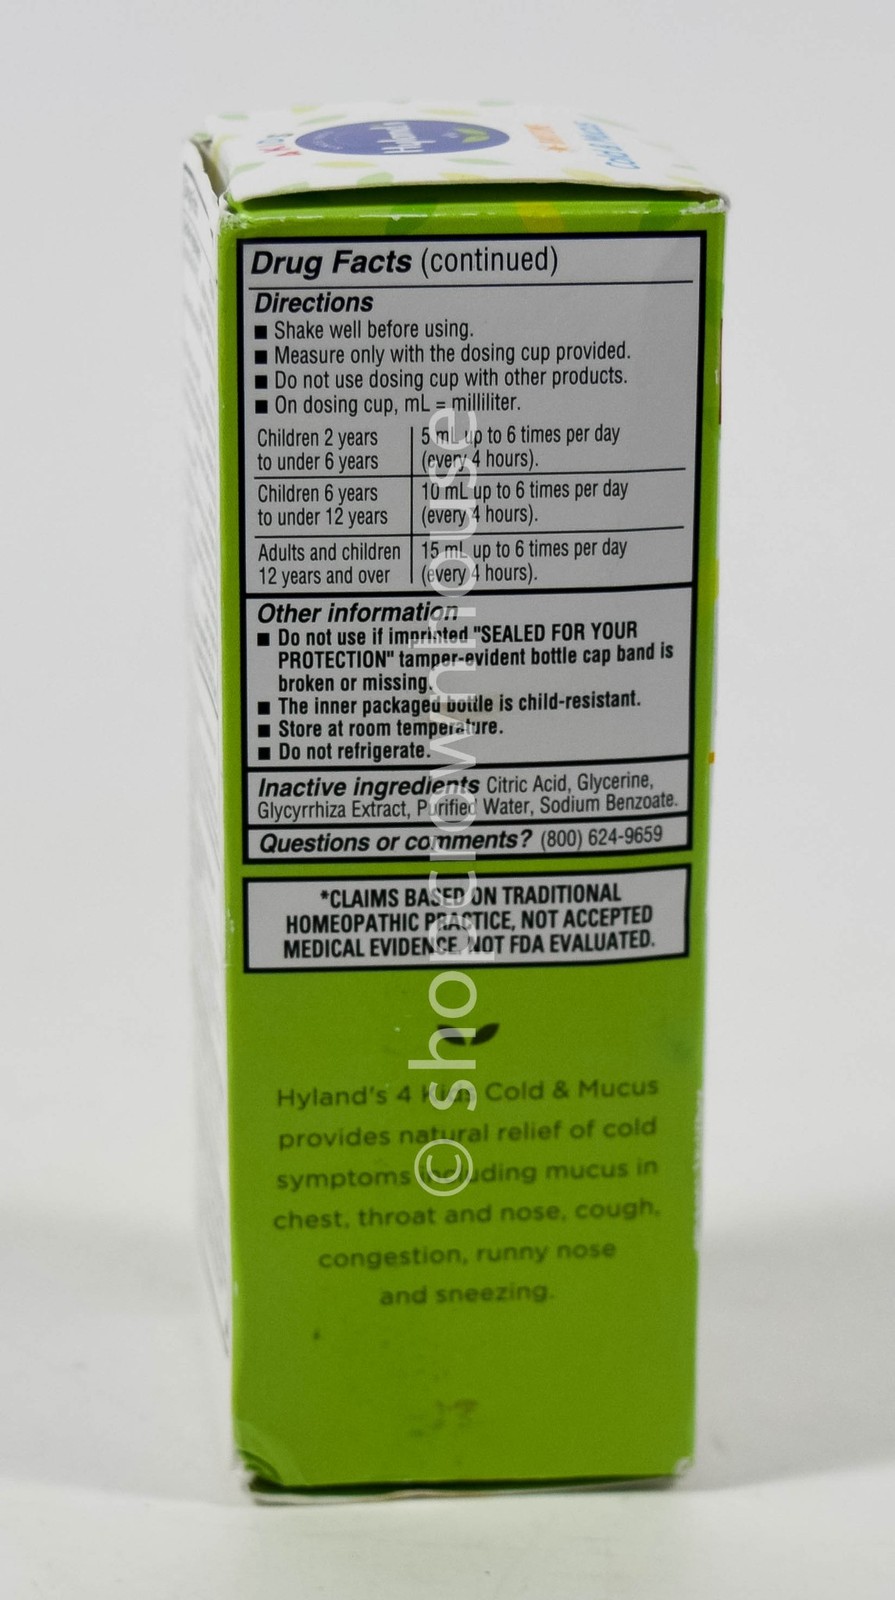 Hyland's
COLD & MUCUS
Drug Facts (continued)
Directions
■ Shake well before using.
■ Measure only with the dosing cup provided.
■ Do not use dosing cup with other products.
■ On dosing cup, mL = milliliter.
Children 2 years
to under 6 years
5 mL up to 6 times per day
(every 4 hours).
Children 6 years
to under 12 years
10 mL up to 6 times per day
(every 4 hours).
Adults and children
12 years and over
15 mL up to 6 times per day
(every 4 hours).
Other information
■ Do not use if imprinted "SEALED FOR YOUR
PROTECTION" tamper-evident bottle cap band is
broken or missing.
■ The inner packaged bottle is child-resistant.
■ Store at room temperature.
■ Do not refrigerate.
Inactive ingredients Citric Acid, Glycerine,
Glycyrrhiza Extract, Purified Water, Sodium Benzoate.
Questions or comments? (800) 624-9659
*CLAIMS BASED ON TRADITIONAL
HOMEOPATHIC PRACTICE, NOT ACCEPTED
MEDICAL EVIDENCE. NOT FDA EVALUATED.
Hyland's 4 Kids Cold & Mucus
provides natural relief of cold
symptoms including mucus in
chest, throat and nose, cough,
congestion, runny nose
and sneezing.
© shopclownhouse